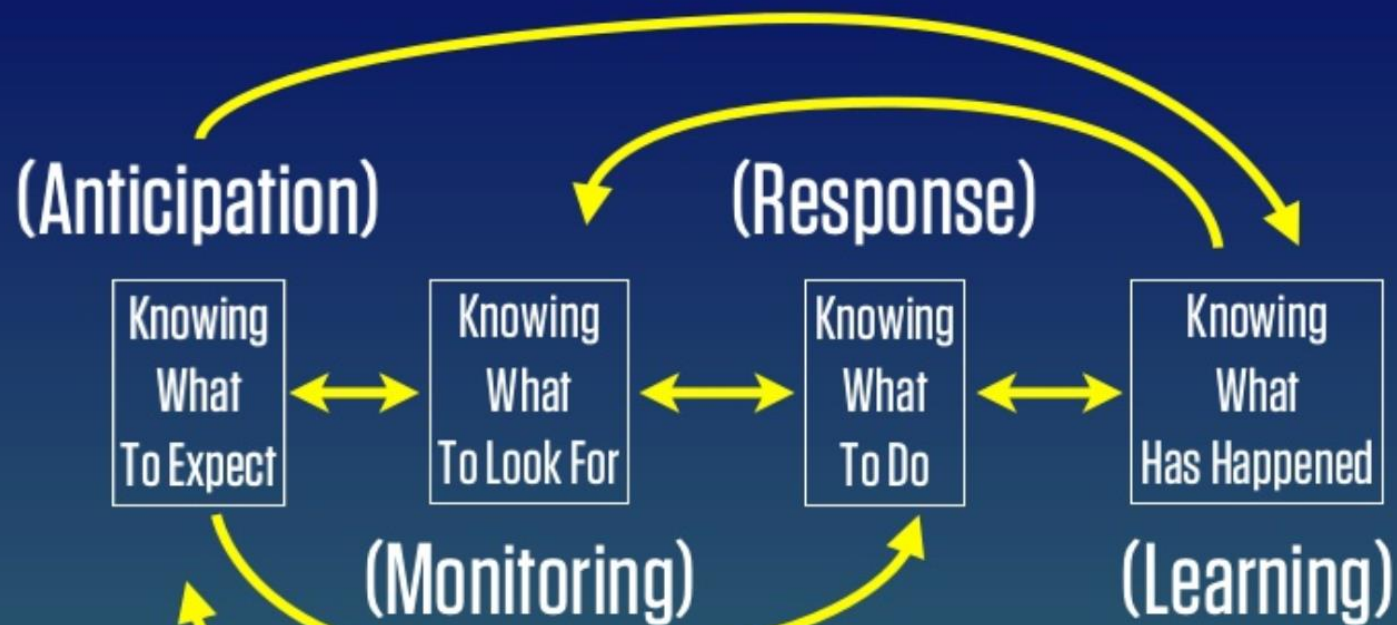 (Anticipation)
(Response)
Knowing
What
To Expect
Knowing
What
To Look For
Knowing
What
To Do
Knowing
What
Has Happened
(Monitoring)
(Learning)